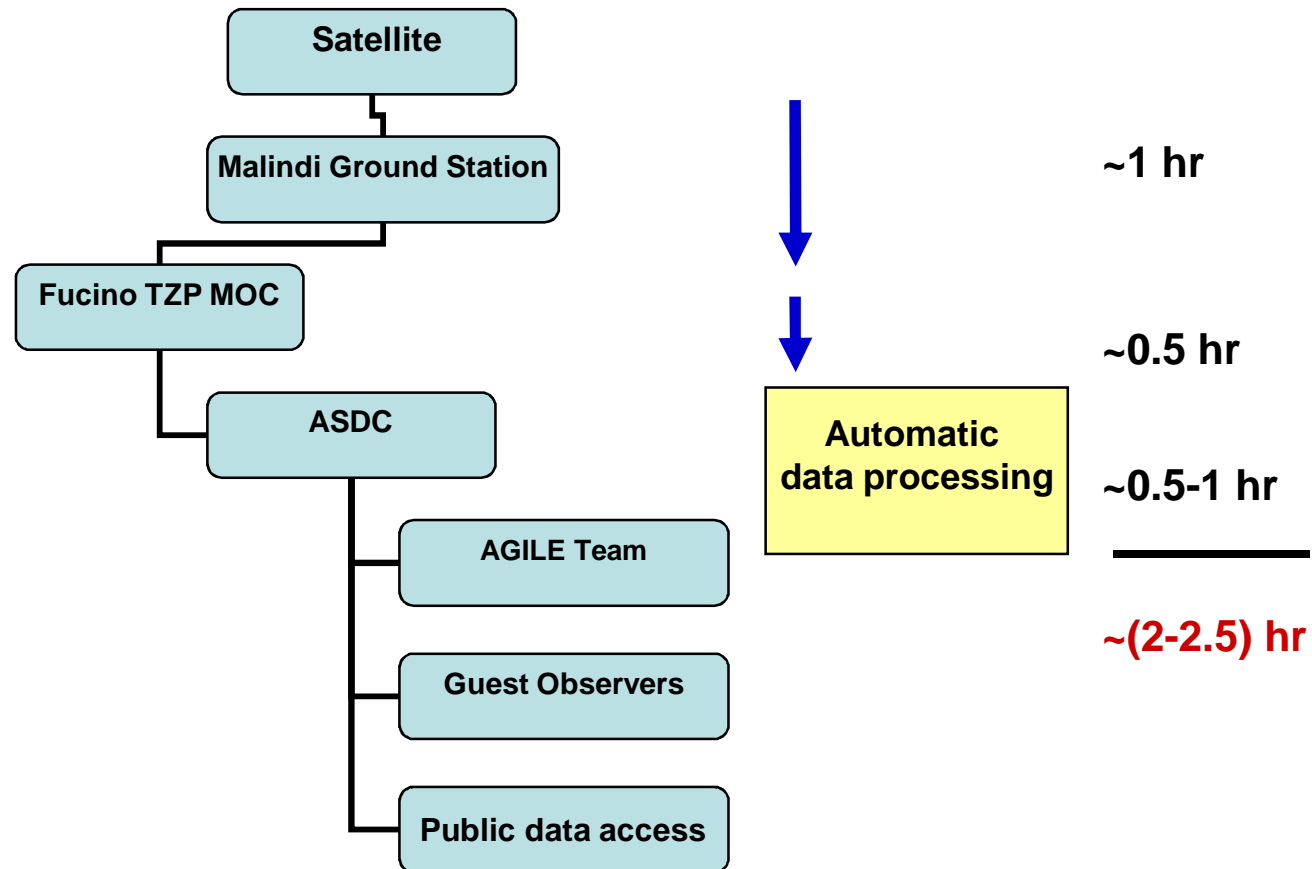 Satellite
Malindi Ground Station
~1 hr
Fucino TZP MOC
~0.5 hr
ASDC
Automatic
data processing
~0.5-1 hr
AGILE Team
~(2-2.5) hr
Guest Observers
Public data access